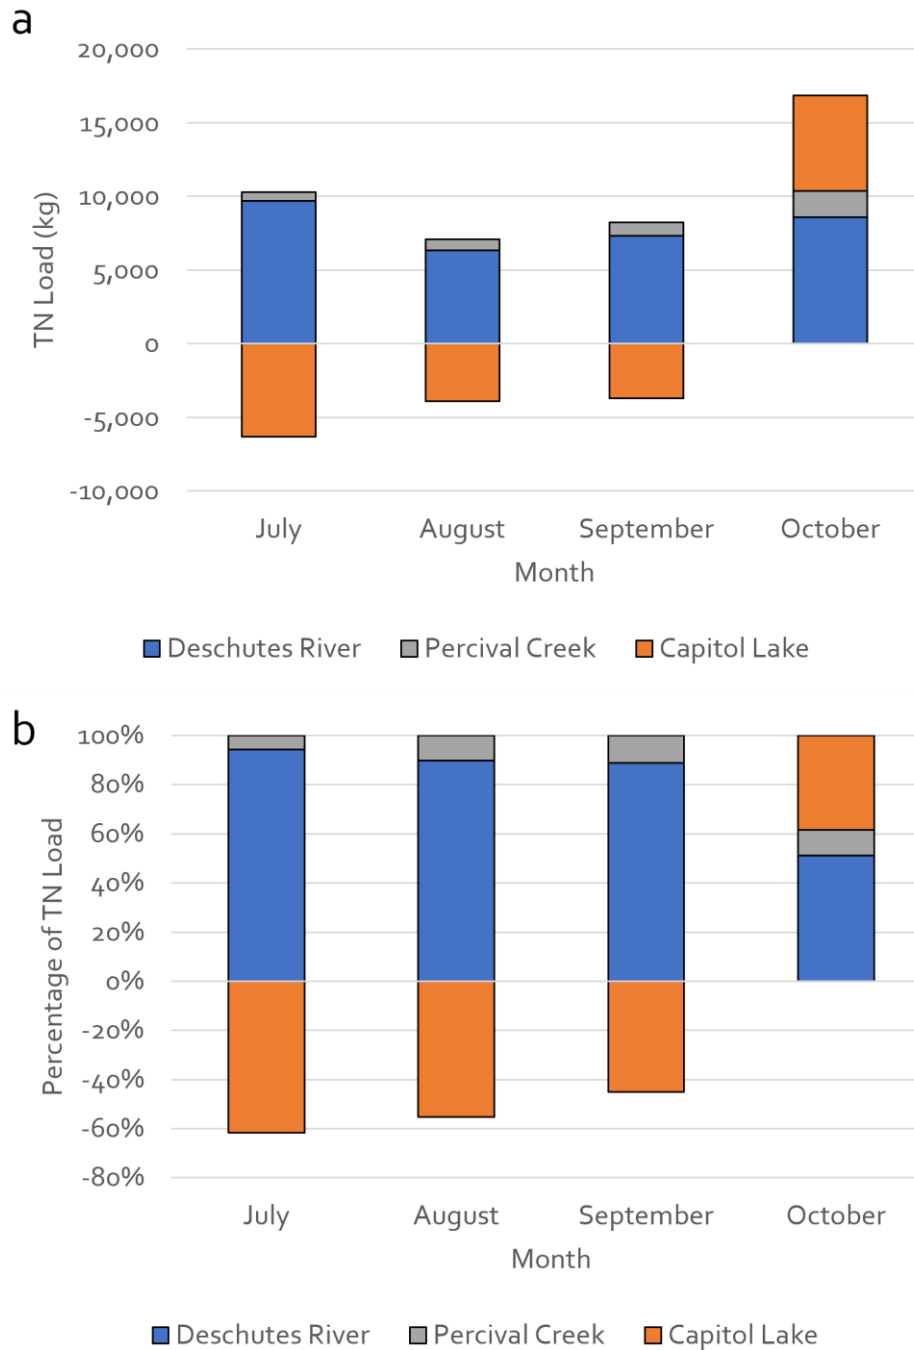 a
20,000
15,000
10,000
5,000
0
-5,000
-10,000
TN Load (kg)
July August September October
Month
Deschutes River Percival Creek Capitol Lake
b
100%
80%
60%
40%
20%
0%
-20%
-40%
-60%
-80%
Percentage of TN Load
July August September October
Month
Deschutes River Percival Creek Capitol Lake